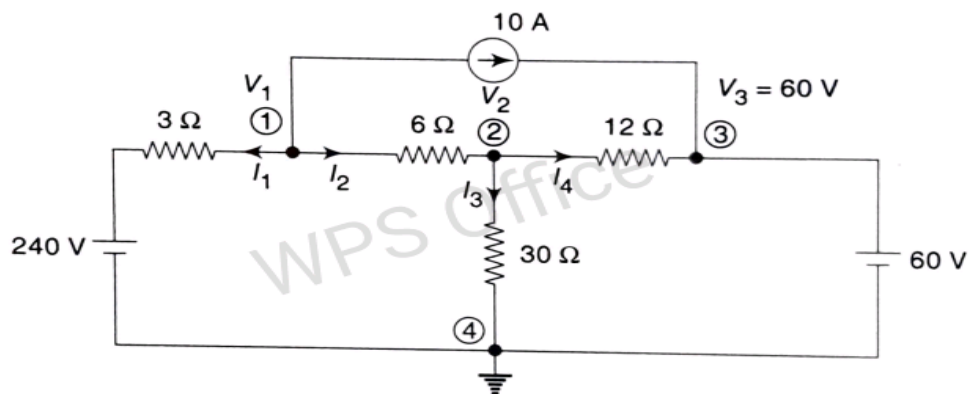 10 A
V₁
V₂
V₃ = 60 V
3 Ω
①
6 Ω
②
12 Ω
③
I₁
I₂
I₃
I₄
240 V
30 Ω
60 V
④
WPS Office